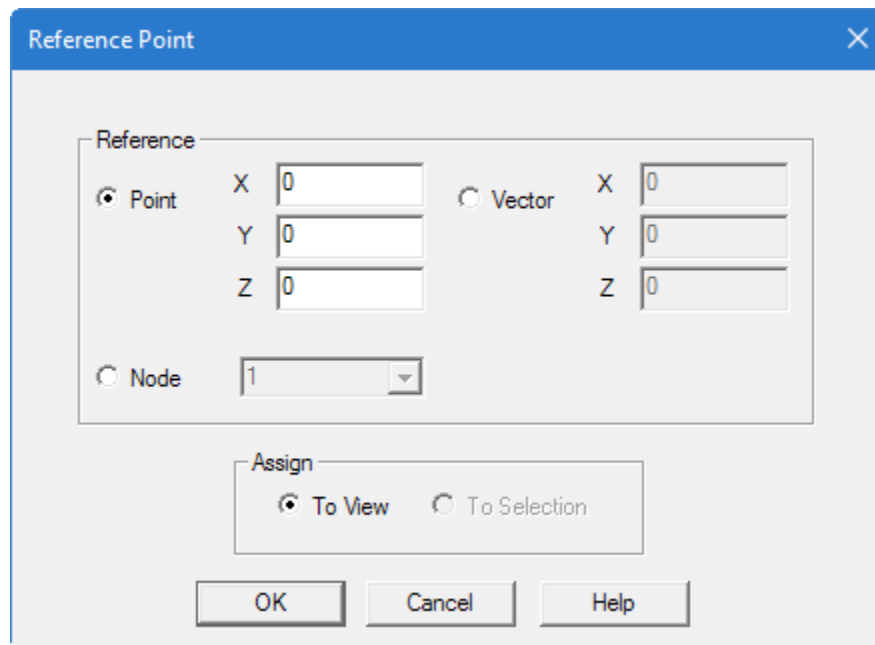 Reference Point
Reference
Point X 0 Vector X 0
Y 0 Y 0
Z 0 Z 0
Node 1
Assign
To View To Selection
OK Cancel Help